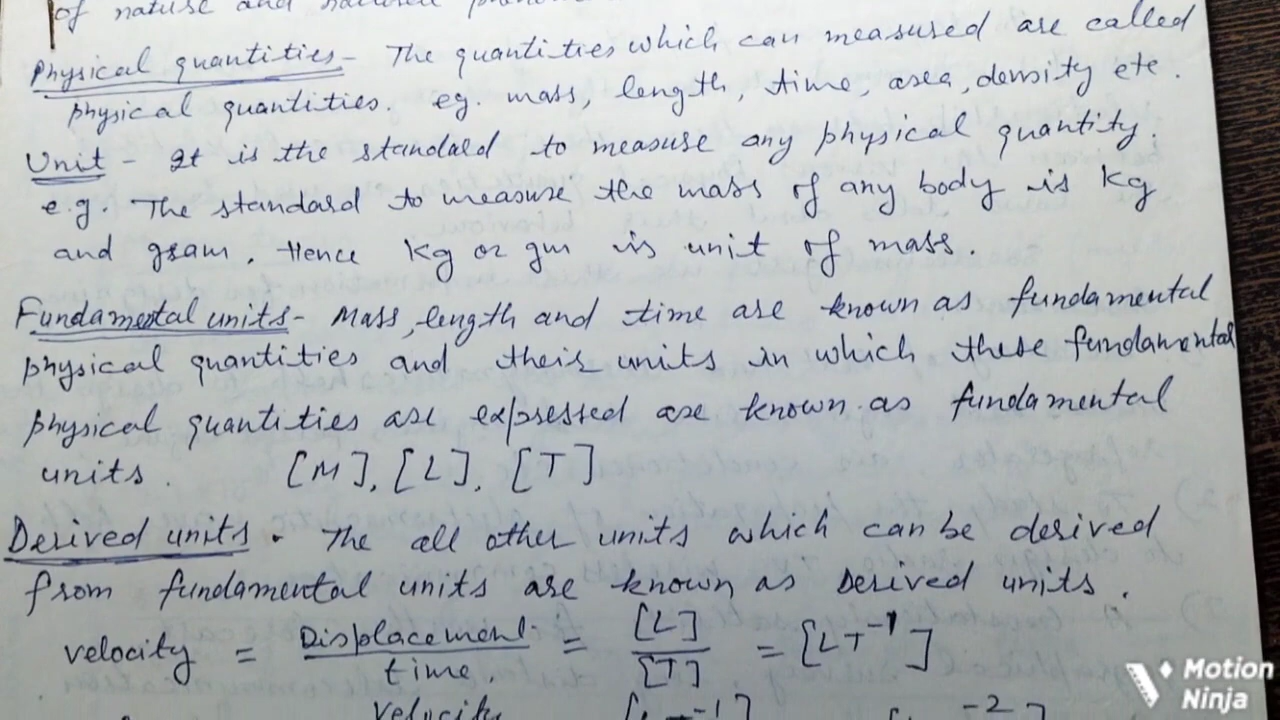 of nature and natural
Physical quantities - The quantities which can measured are called
physical quantities. eg. mass, length, time, area, density etc.
Unit - It is the standard to measure any physical quantity.
e.g. The standard to measure the mass of any body is Kg
and gram. Hence Kg or gm is unit of mass.
Fundamental units - Mass, length and time are known as fundamental
physical quantities and their units in which these fundamental
physical quantities are expressed are known as fundamental
units. [M], [L], [T]
Derived units. The all other units which can be derived
from fundamental units are known as Derived units.
velocity = Displacement / time. = [L] / [T] = [LT⁻¹]
velocity
Motion
Ninja